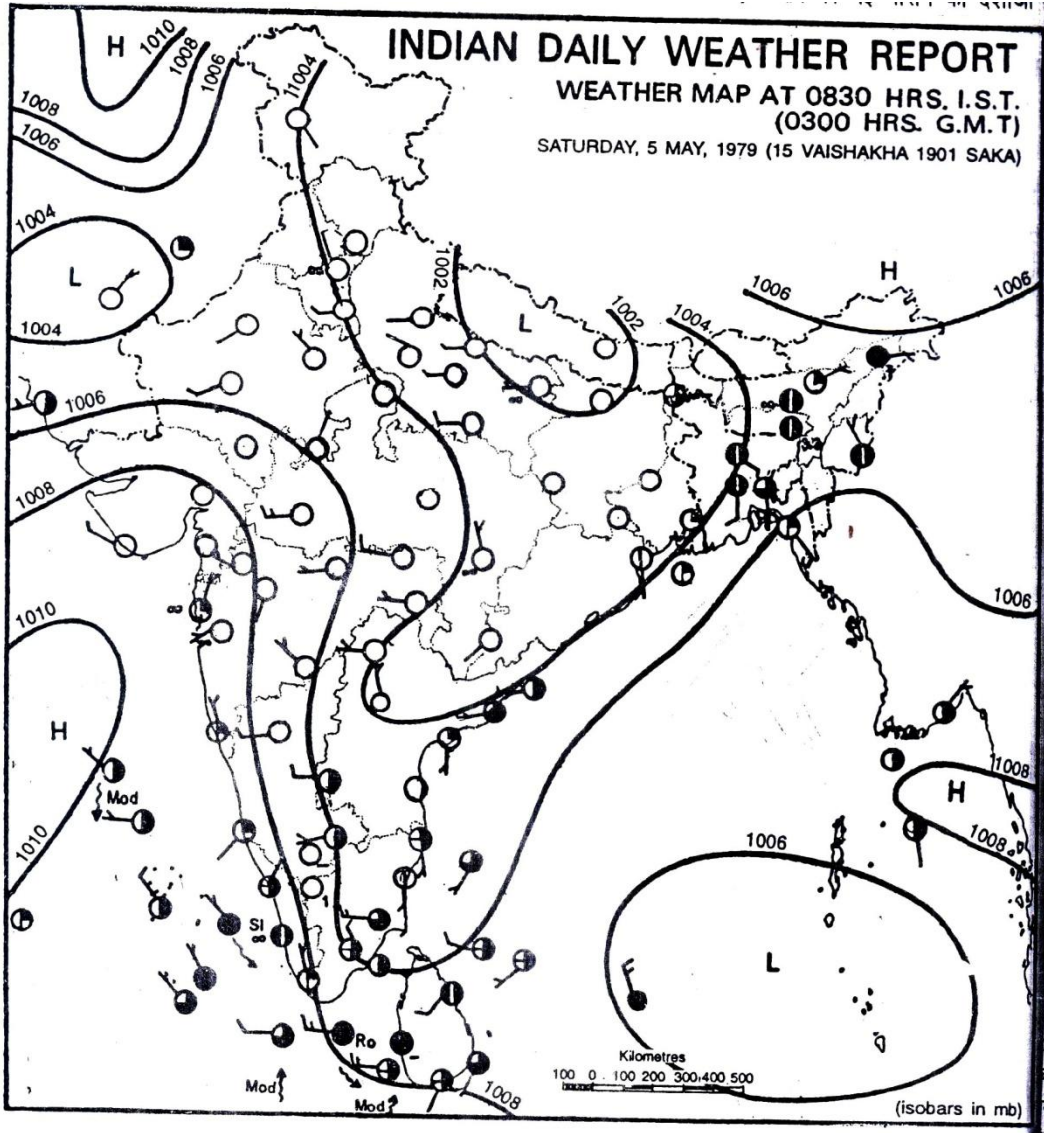 INDIAN DAILY WEATHER REPORT
WEATHER MAP AT 0830 HRS. I.S.T.
(0300 HRS. G.M.T)
SATURDAY, 5 MAY, 1979 (15 VAISHAKHA 1901 SAKA)
H
1010
1008
1006
1004
1008
1006
1004
L
1004
1002
L
1002
1004
H
1006
1006
1006
1008
1010
H
1010
Mod
1006
1008
H
1008
1006
L
Sl
Ro
Mod
Mod
1008
Kilometres
100 0 100 200 300 400 500
(isobars in mb)